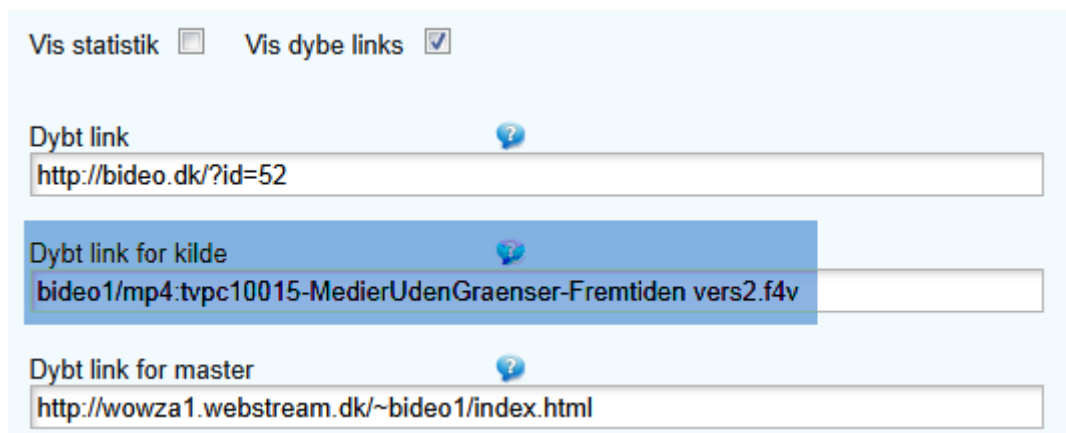 Vis statistik Vis dybe links
Dybt link
http://bideo.dk/?id=52
Dybt link for kilde
bideo1/mp4:tvpc10015-MedierUdenGraenser-Fremtiden vers2.f4v
Dybt link for master
http://wowza1.webstream.dk/~bideo1/index.html